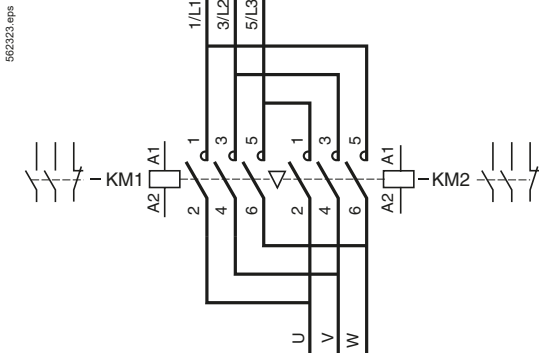 562323.eps
1/L1 3/L2 5/L3
1 3 5 1 3 5
KM1 A1 A2 A1 A2 KM2
2 4 6 2 4 6
U V W